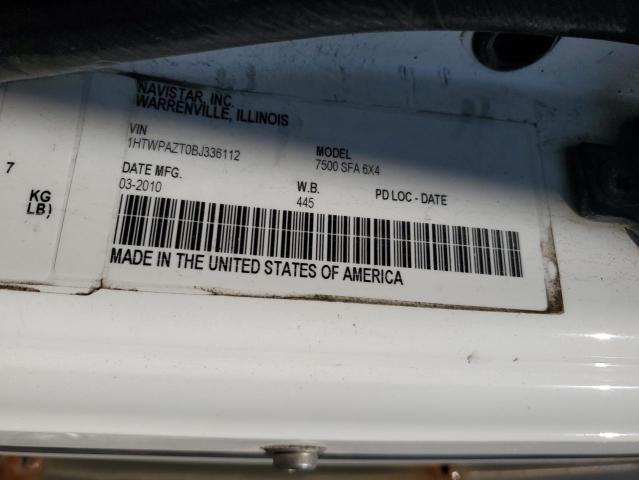 NAVISTAR, INC.
WARRENVILLE, ILLINOIS
VIN
1HTWPAZT0BJ336112
MODEL
7500 SFA 6X4
DATE MFG.
03-2010
W.B.
445
PD LOC - DATE
MADE IN THE UNITED STATES OF AMERICA
7
KG
LB)